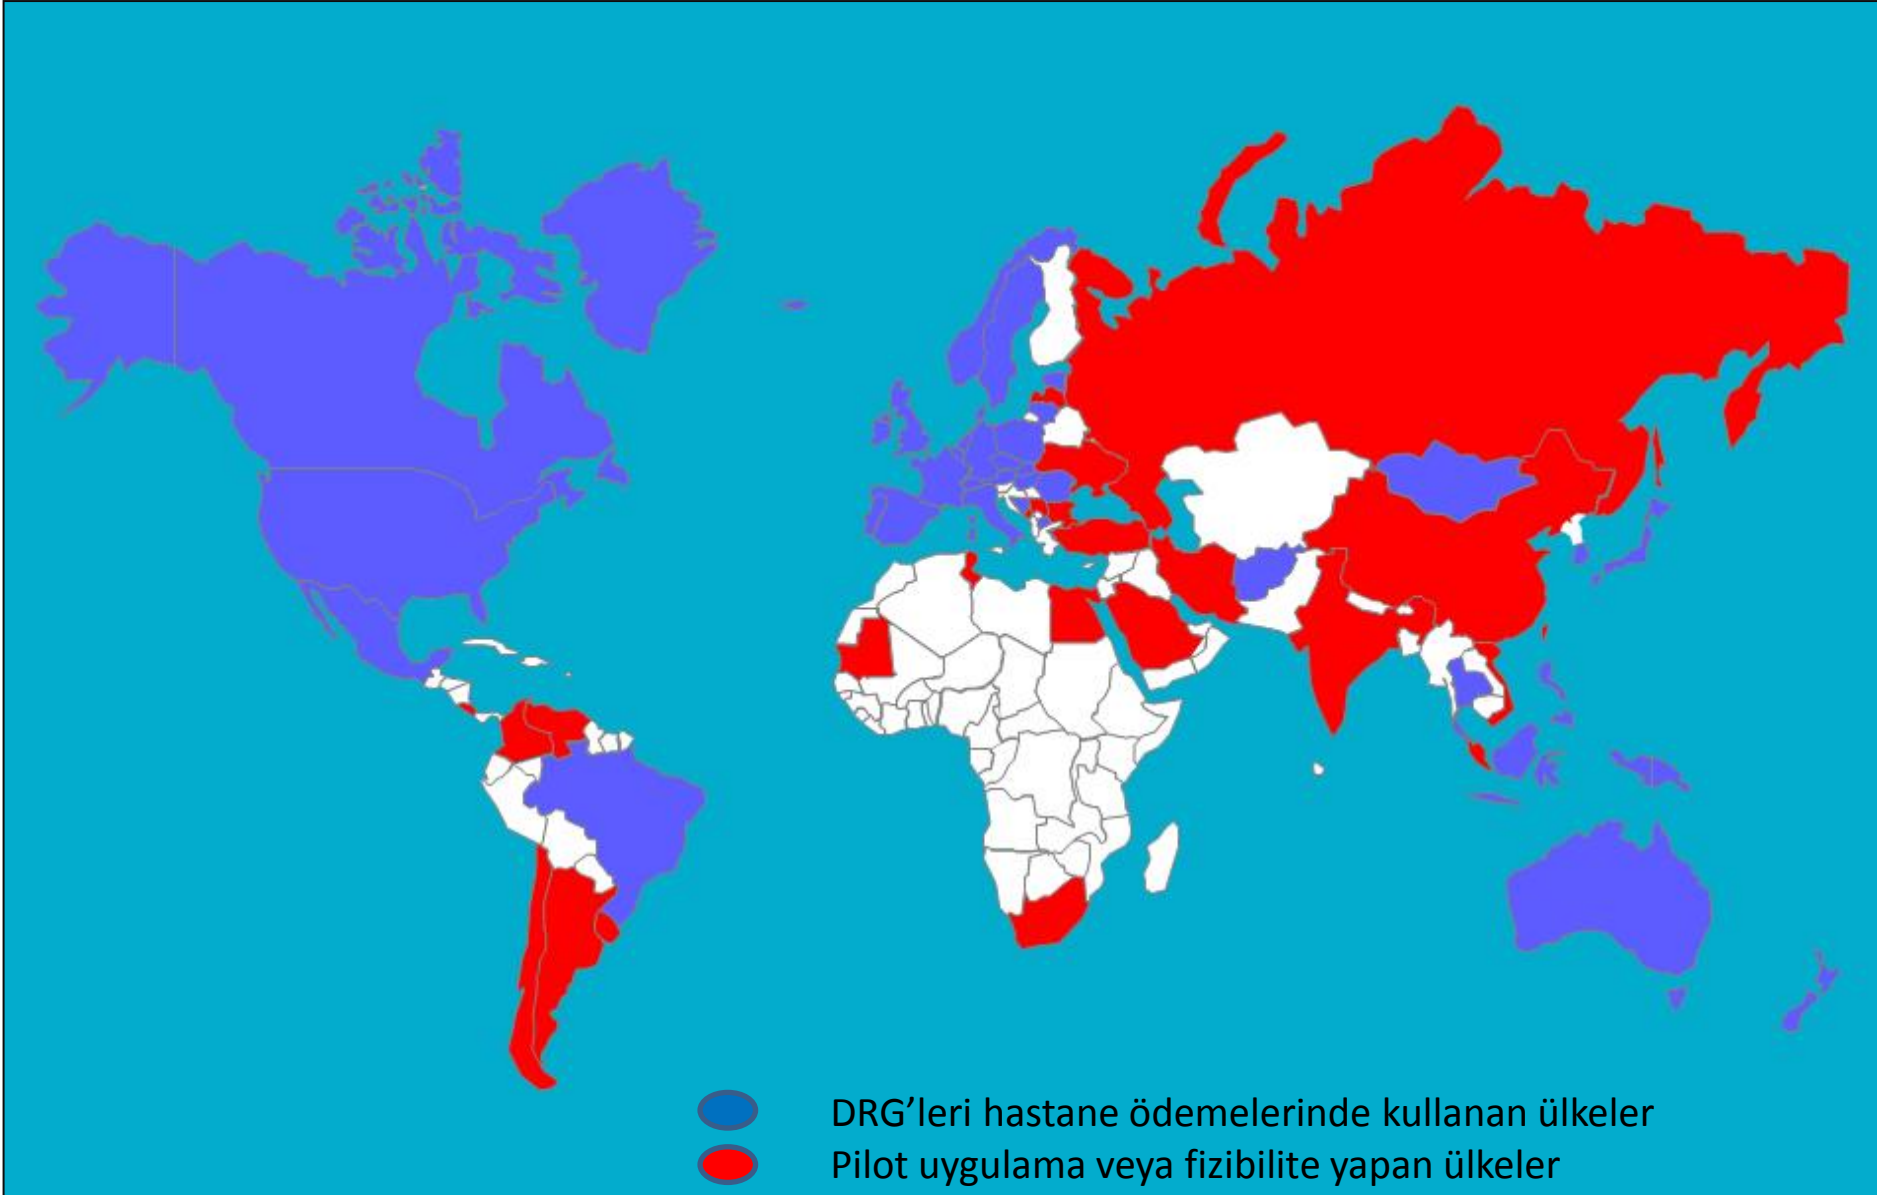 DRG’leri hastane ödemelerinde kullanan ülkeler
Pilot uygulama veya fizibilite yapan ülkeler